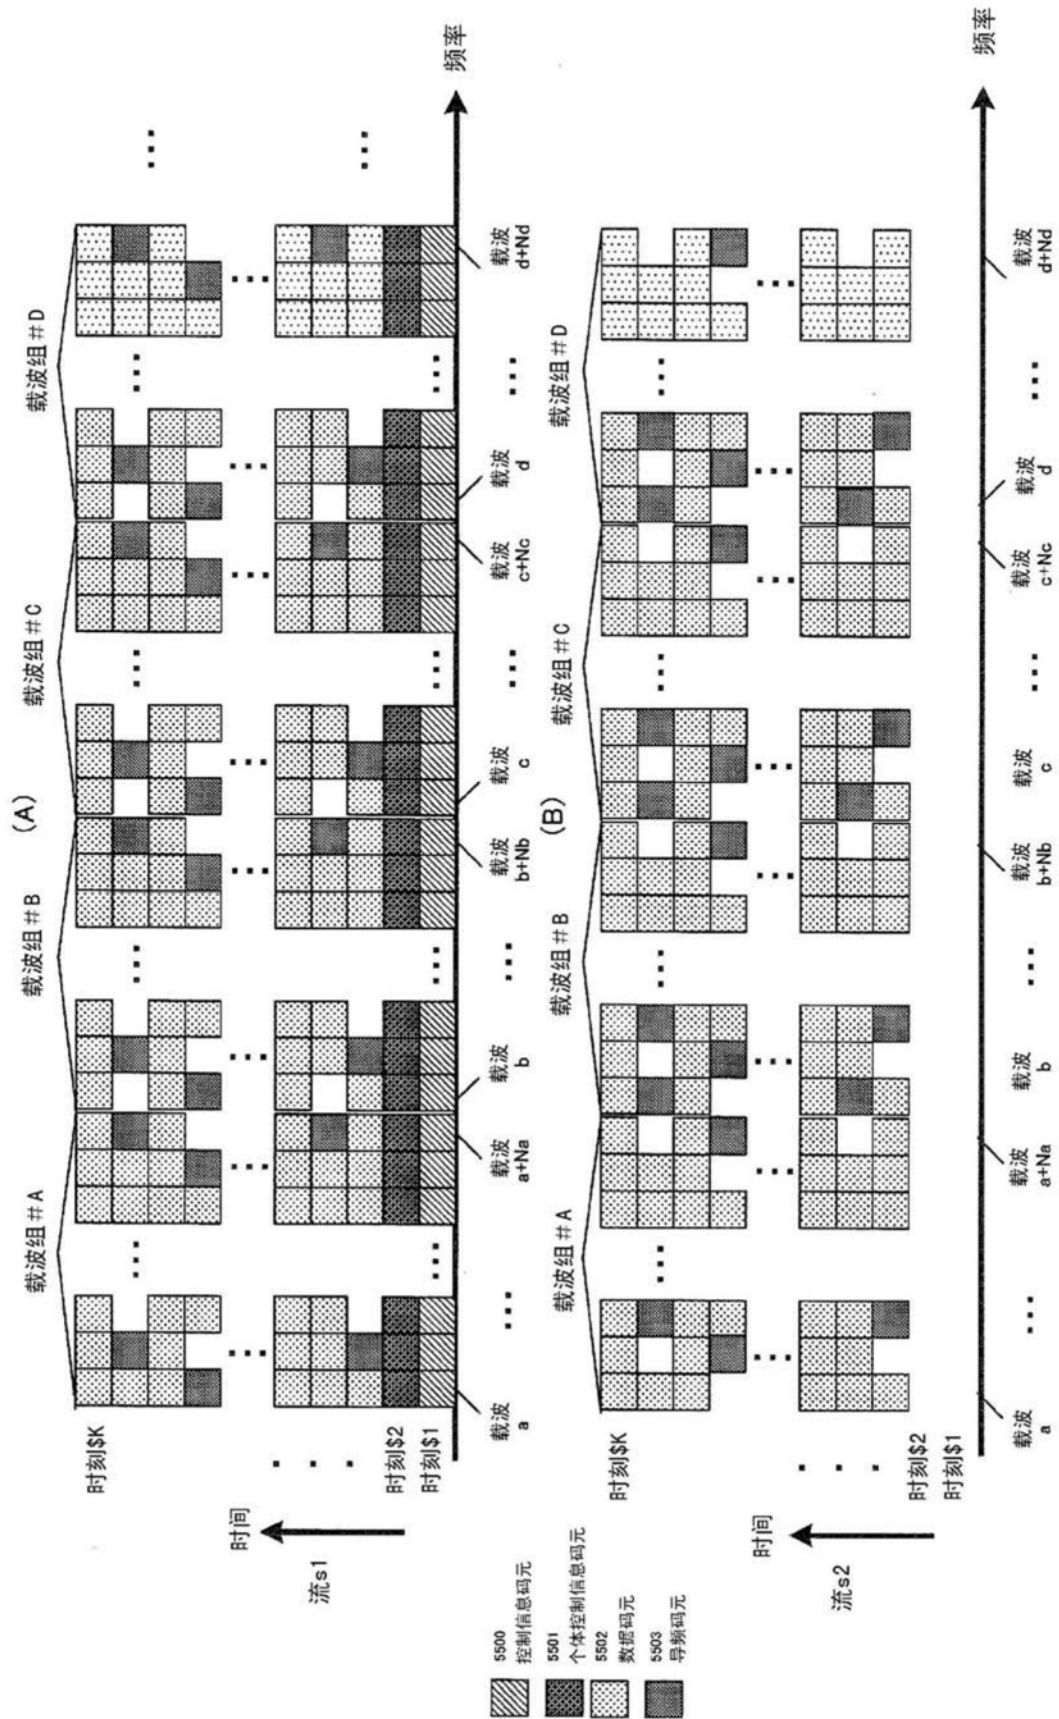 (A)
载波组#A
载波组#B
载波组#C
载波组#D
时刻$K
时刻$2
时刻$1
时间
流s1
载波
a
载波
a+Na
载波
b
载波
b+Nb
载波
c
载波
c+Nc
载波
d
载波
d+Nd
频率
(B)
载波组#A
载波组#B
载波组#C
载波组#D
时刻$K
时刻$2
时刻$1
时间
流s2
载波
a
载波
a+Na
载波
b
载波
b+Nb
载波
c
载波
c+Nc
载波
d
载波
d+Nd
频率
5500
控制信息码元
5501
个体控制信息码元
5502
数据码元
5503
导频码元